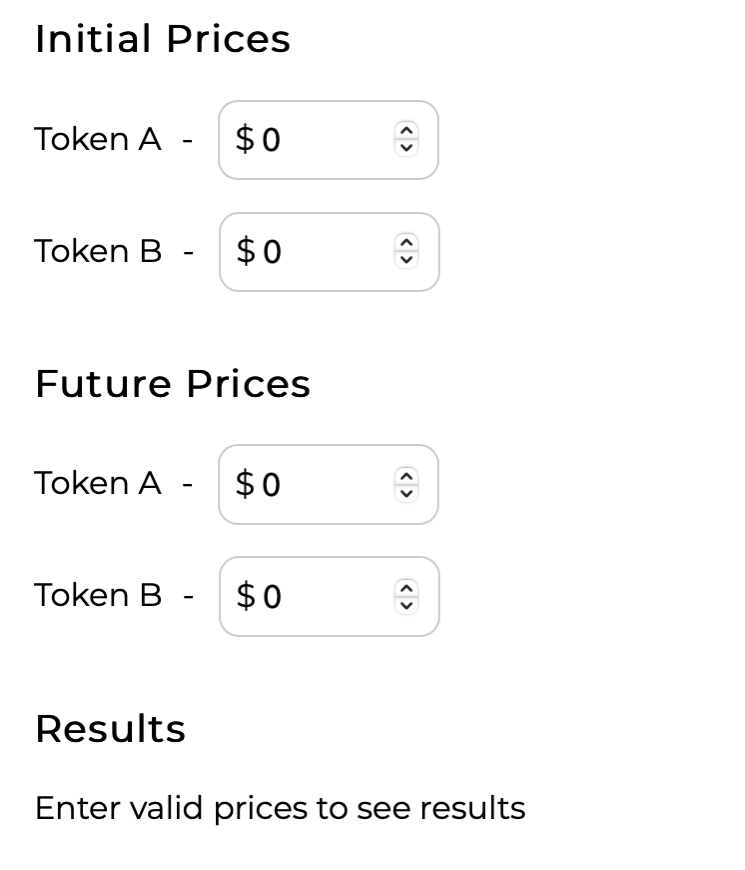 Initial Prices
Token A - $ 0
Token B - $ 0
Future Prices
Token A - $ 0
Token B - $ 0
Results
Enter valid prices to see results